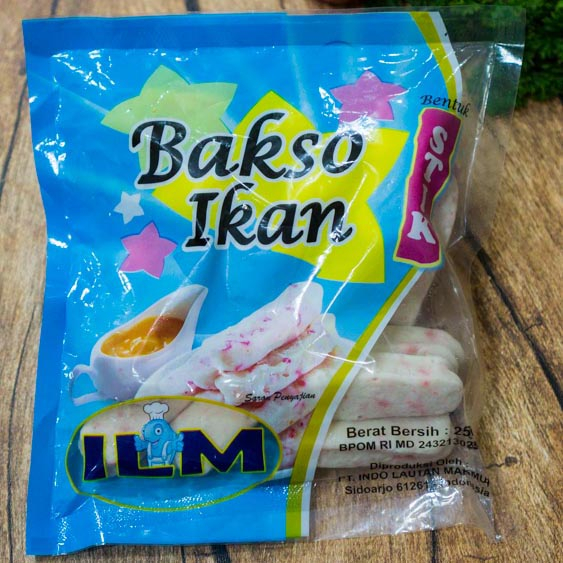 Bakso
Ikan
Bentuk
STIK
Saran Penyajian
ILM
Berat Bersih :
BPOM RI MD
Diproduksi Oleh :
PT. INDO LAUTAN MAKMUR
Sidoarjo Indonesia